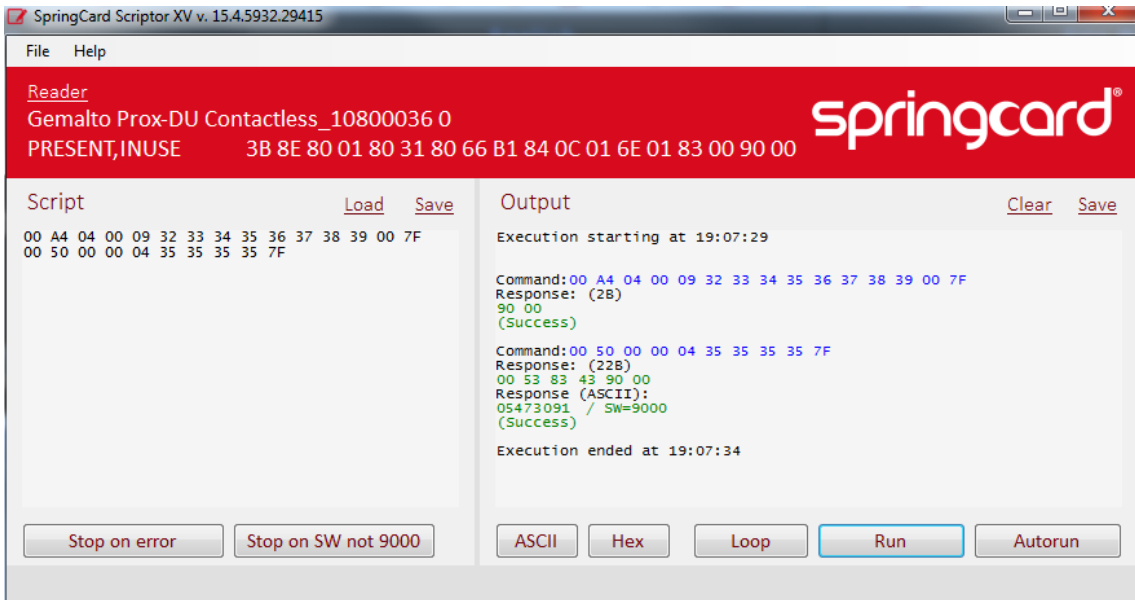 SpringCard Scriptor XV v. 15.4.5932.29415
File Help
Reader
Gemalto Prox-DU Contactless_10800036 0
PRESENT,INUSE 3B 8E 80 01 80 31 80 66 B1 84 0C 01 6E 01 83 00 90 00
springcard®
Script Load Save
00 A4 04 00 09 32 33 34 35 36 37 38 39 00 7F
00 50 00 00 04 35 35 35 35 7F
Stop on error Stop on SW not 9000
Output Clear Save
Execution starting at 19:07:29
Command:00 A4 04 00 09 32 33 34 35 36 37 38 39 00 7F
Response: (2B)
90 00
(Success)
Command:00 50 00 00 04 35 35 35 35 7F
Response: (22B)
00 53 83 43 90 00
Response (ASCII):
05473091 / SW=9000
(Success)
Execution ended at 19:07:34
ASCII Hex Loop Run Autorun